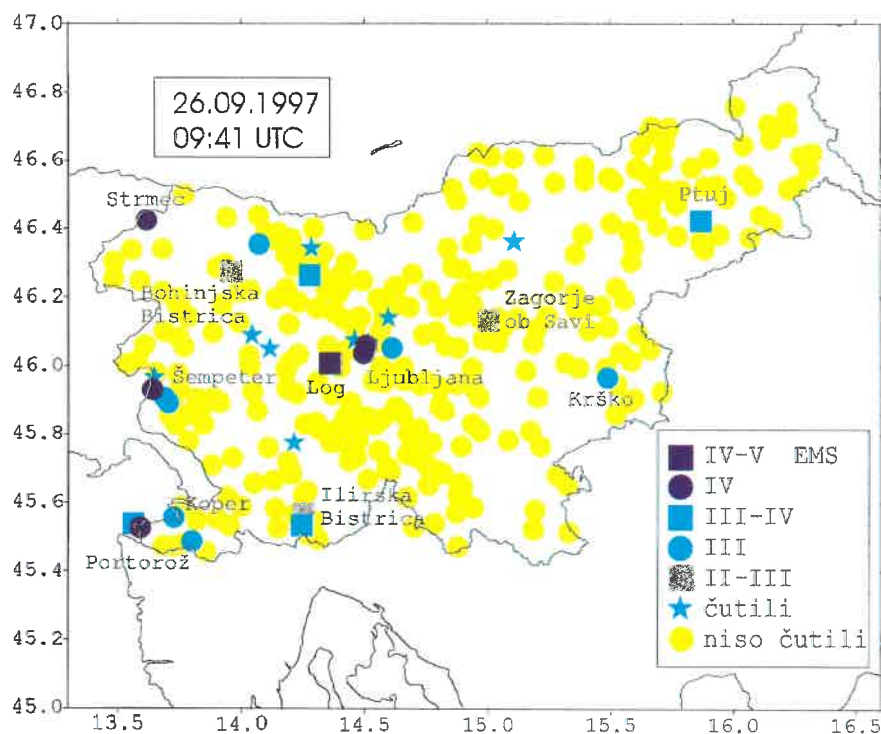 26.09.1997
09:41 UTC
47.0
46.8
46.6
46.4
46.2
46.0
45.8
45.6
45.4
45.2
45.0
Strmec
Ptuj
Bohinjska
Bistrica
Zagorje
ob Savi
Šempeter
Log
Ljubljana
Krško
Koper
Ilirska
Bistrica
Portorož
IV-V EMS
IV
III-IV
III
II-III
čutili
niso čutili
13.5 14.0 14.5 15.0 15.5 16.0 16.5